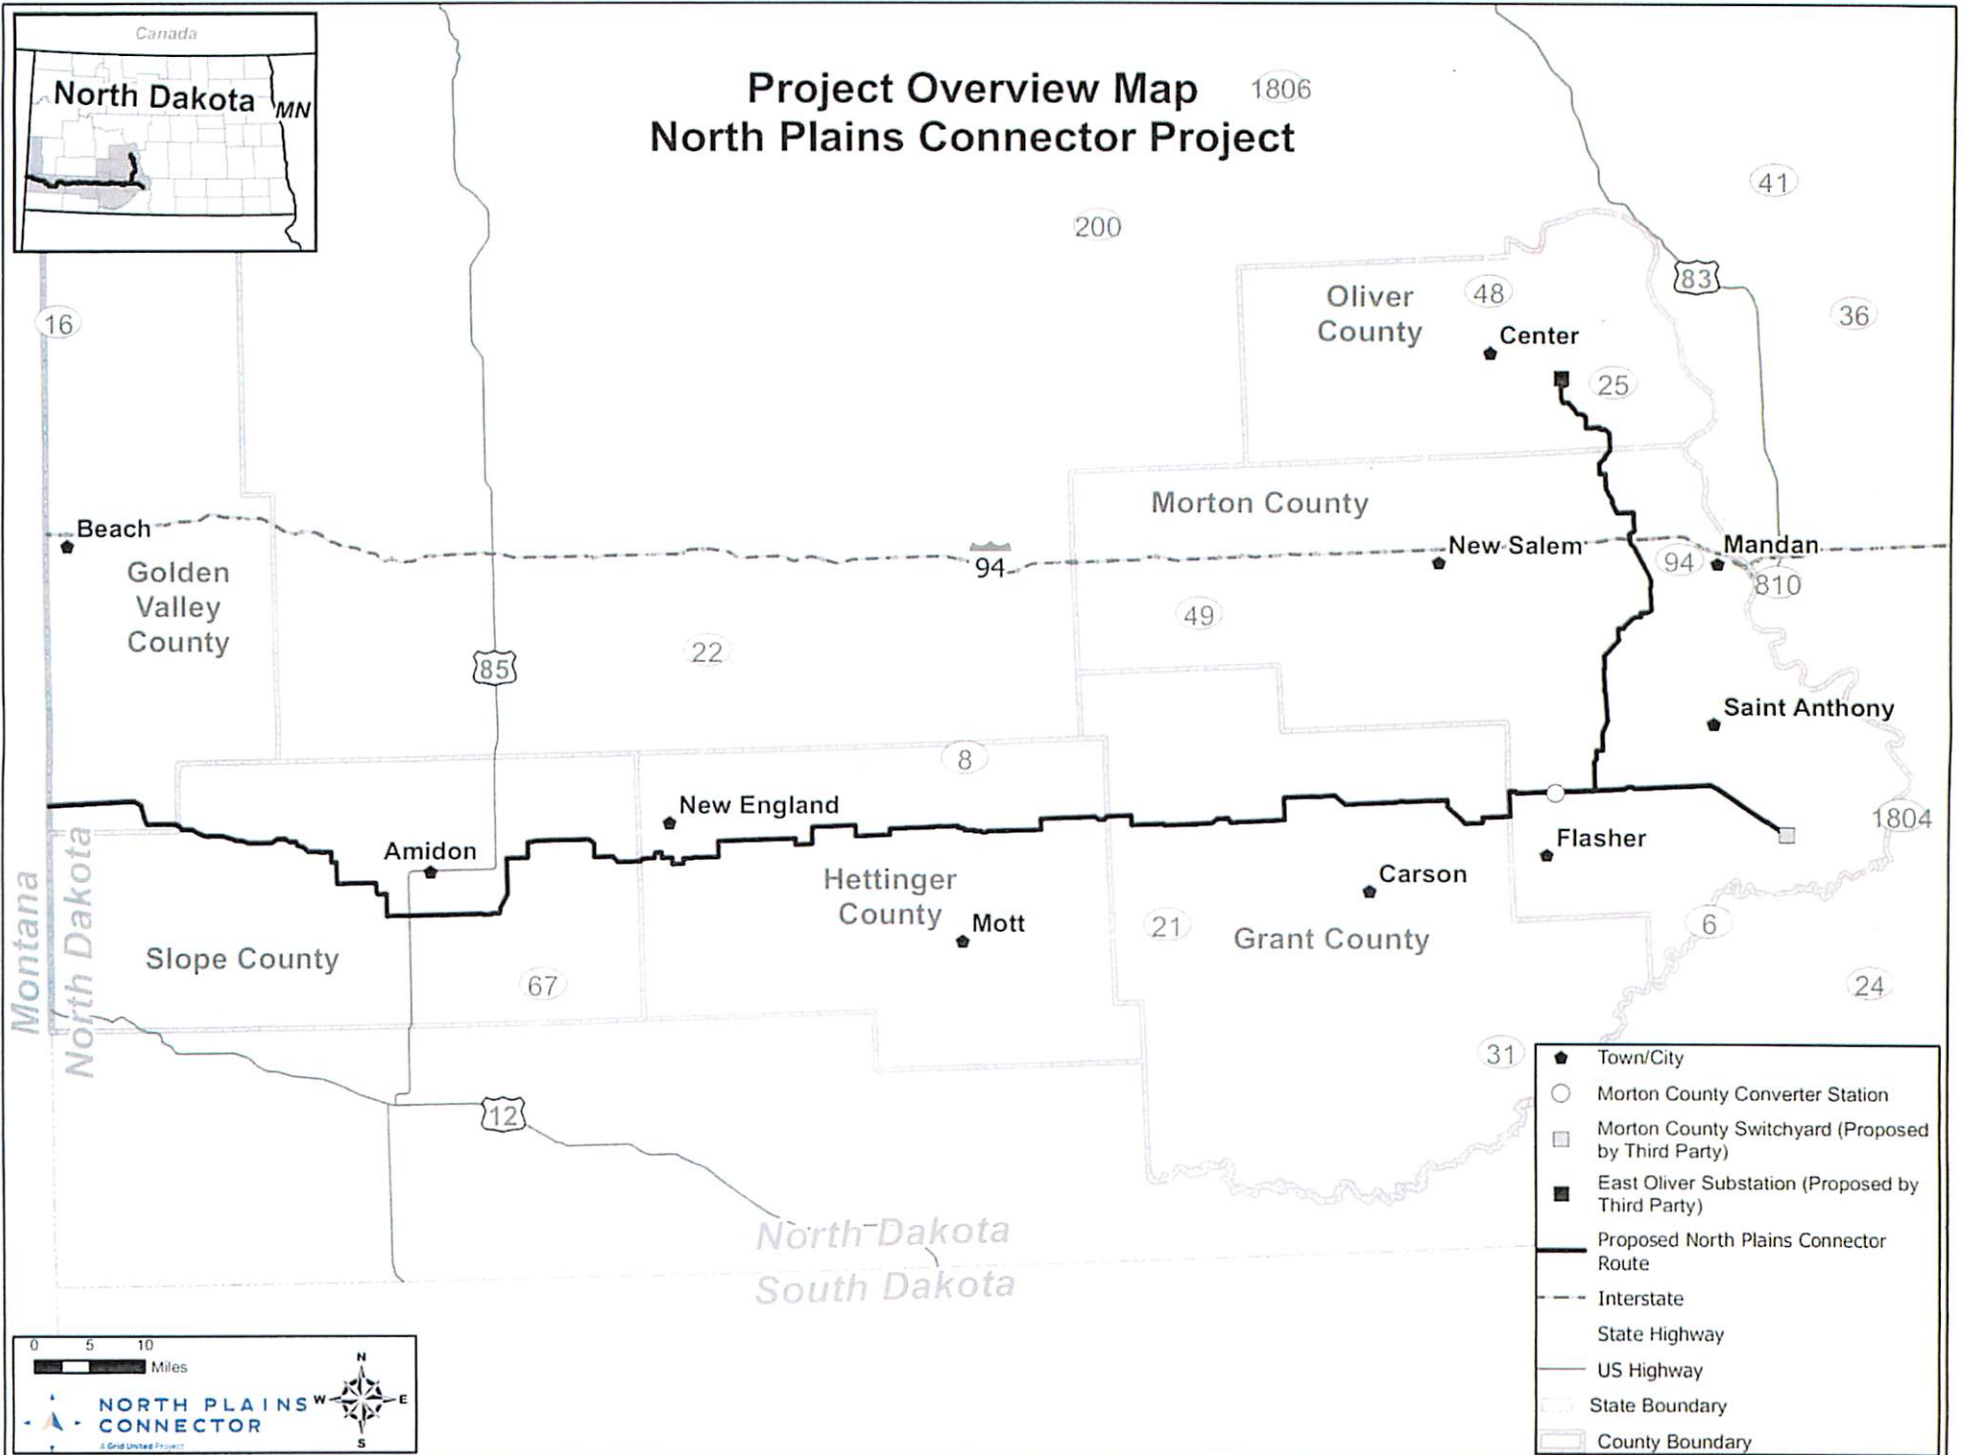 Canada
North Dakota
MN
Project Overview Map
North Plains Connector Project
1806
41
200
83
16
Oliver
County
48
36
Center
25
Morton County
Beach
New Salem
Mandan
94
94
810
Golden
Valley
County
49
22
85
Saint Anthony
8
New England
1804
Flasher
Amidon
Carson
Hettinger
County
Mott
21
6
Grant County
Slope County
67
24
Montana
North Dakota
31
12
North Dakota
South Dakota
Town/City
Morton County Converter Station
Morton County Switchyard (Proposed
by Third Party)
East Oliver Substation (Proposed by
Third Party)
Proposed North Plains Connector
Route
Interstate
State Highway
US Highway
State Boundary
County Boundary
0 5 10
Miles
N
W E
S
NORTH PLAINS
CONNECTOR
A Grid United Project